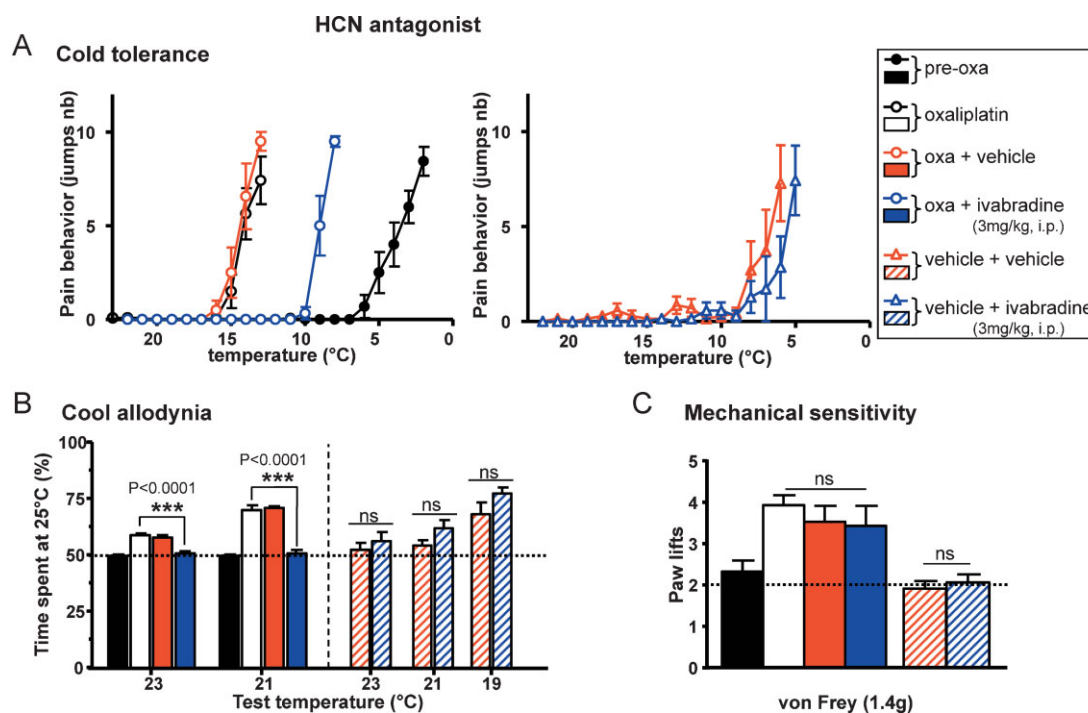 HCN antagonist
A
Cold tolerance
Pain behavior (jumps nb)
10
5
0
20
15
10
5
0
temperature (°C)
Pain behavior (jumps nb)
10
5
0
20
15
10
5
0
temperature (°C)
pre-oxa
oxaliplatin
oxa + vehicle
oxa + ivabradine
(3mg/kg, i.p.)
vehicle + vehicle
vehicle + ivabradine
(3mg/kg, i.p.)
B
Cool allodynia
Time spent at 25°C (%)
100
75
50
25
0
P<0.0001
***
P<0.0001
***
ns
ns
ns
23
21
23
21
19
Test temperature (°C)
C
Mechanical sensitivity
Paw lifts
5
4
3
2
1
0
ns
ns
von Frey (1.4g)